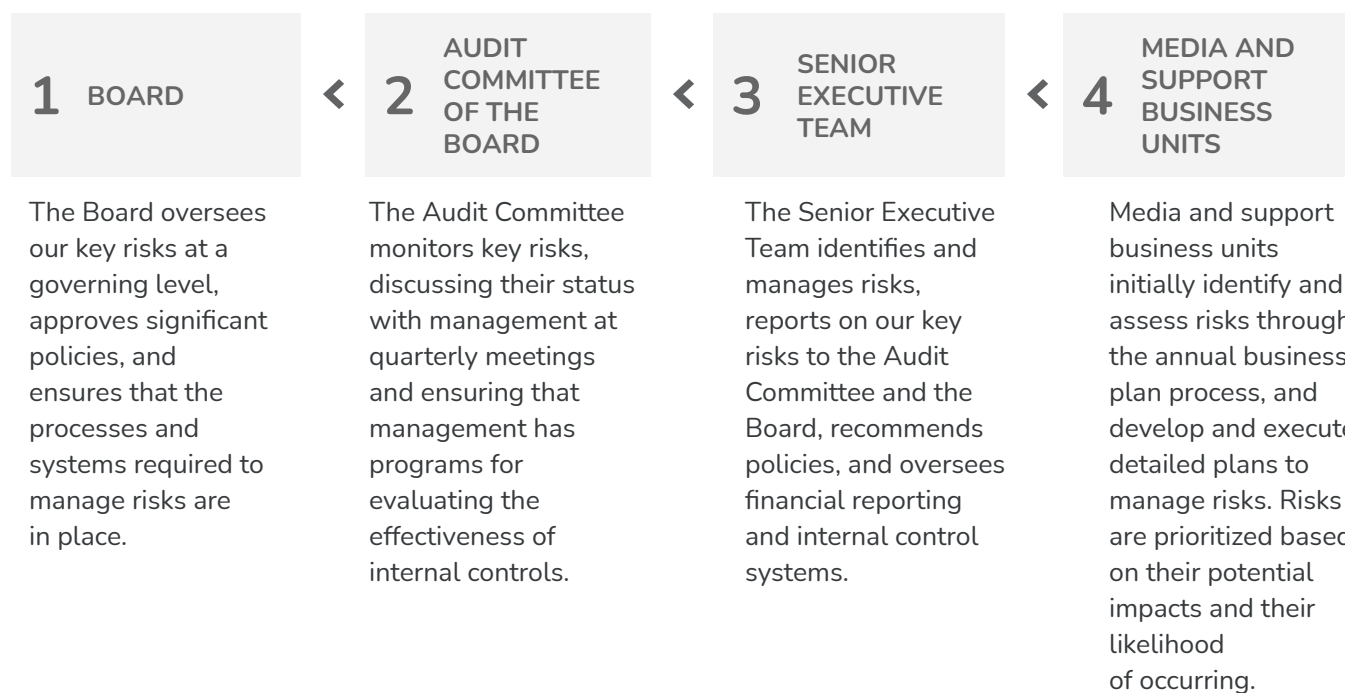 1 BOARD
The Board oversees
our key risks at a
governing level,
approves significant
policies, and
ensures that the
processes and
systems required to
manage risks are
in place.
2 AUDIT
COMMITTEE
OF THE
BOARD
The Audit Committee
monitors key risks,
discussing their status
with management at
quarterly meetings
and ensuring that
management has
programs for
evaluating the
effectiveness of
internal controls.
3 SENIOR
EXECUTIVE
TEAM
The Senior Executive
Team identifies and
manages risks,
reports on our key
risks to the Audit
Committee and the
Board, recommends
policies, and oversees
financial reporting
and internal control
systems.
4 MEDIA AND
SUPPORT
BUSINESS
UNITS
Media and support
business units
initially identify and
assess risks through
the annual business
plan process, and
develop and execute
detailed plans to
manage risks. Risks
are prioritized based
on their potential
impacts and their
likelihood
of occurring.